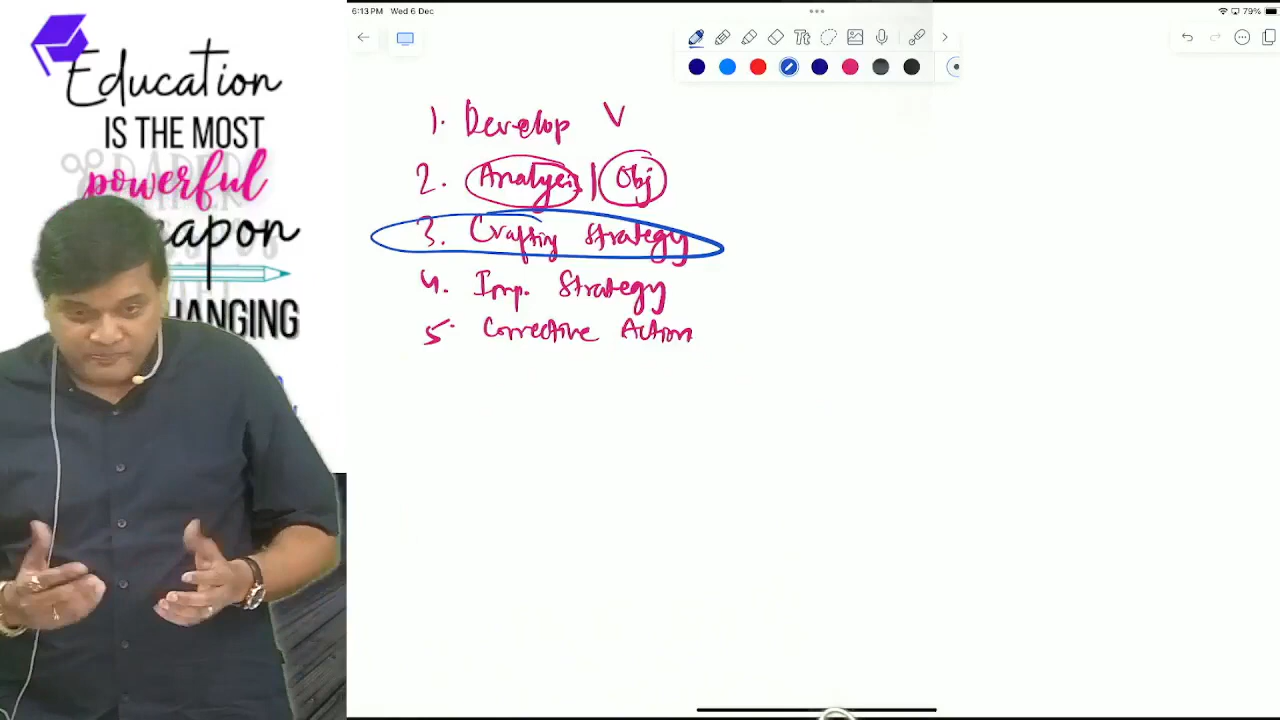 6:13 PM Wed 6 Dec
79%
Education
IS THE MOST
powerful
eapon
HANGING
1. Develop V
2. Analysis | Obj
3. Crafting Strategy
4. Imp. Strategy
5. Corrective Action